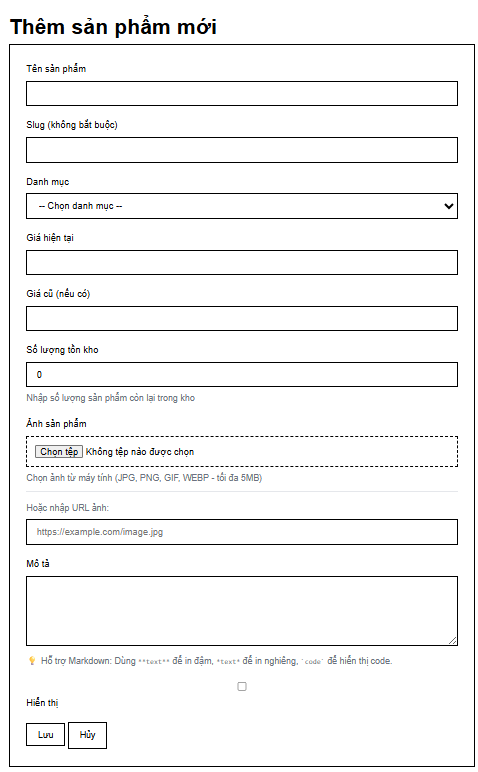 Thêm sản phẩm mới
Tên sản phẩm
Slug (không bắt buộc)
Danh mục
-- Chọn danh mục --
Giá hiện tại
Giá cũ (nếu có)
Số lượng tồn kho
0
Nhập số lượng sản phẩm còn lại trong kho
Ảnh sản phẩm
Chọn tệp Không tệp nào được chọn
Chọn ảnh từ máy tính (JPG, PNG, GIF, WEBP - tối đa 5MB)
Hoặc nhập URL ảnh:
https://example.com/image.jpg
Mô tả
💡 Hỗ trợ Markdown: Dùng **text** để in đậm, *text* để in nghiêng, `code` để hiển thị code.
Hiển thị
Lưu Hủy